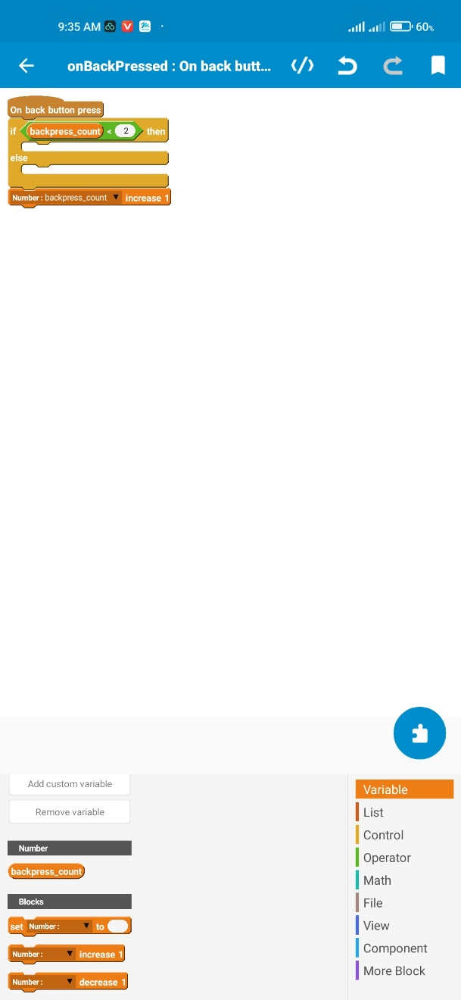 9:35 AM
60%
onBackPressed : On back butt...
On back button press
if backpress_count < 2 then
else
Number: backpress_count ▼ increase 1
Add custom variable
Remove variable
Number
backpress_count
Blocks
set Number: ▼ to
Number: ▼ increase 1
Number: ▼ decrease 1
Variable
List
Control
Operator
Math
File
View
Component
More Block